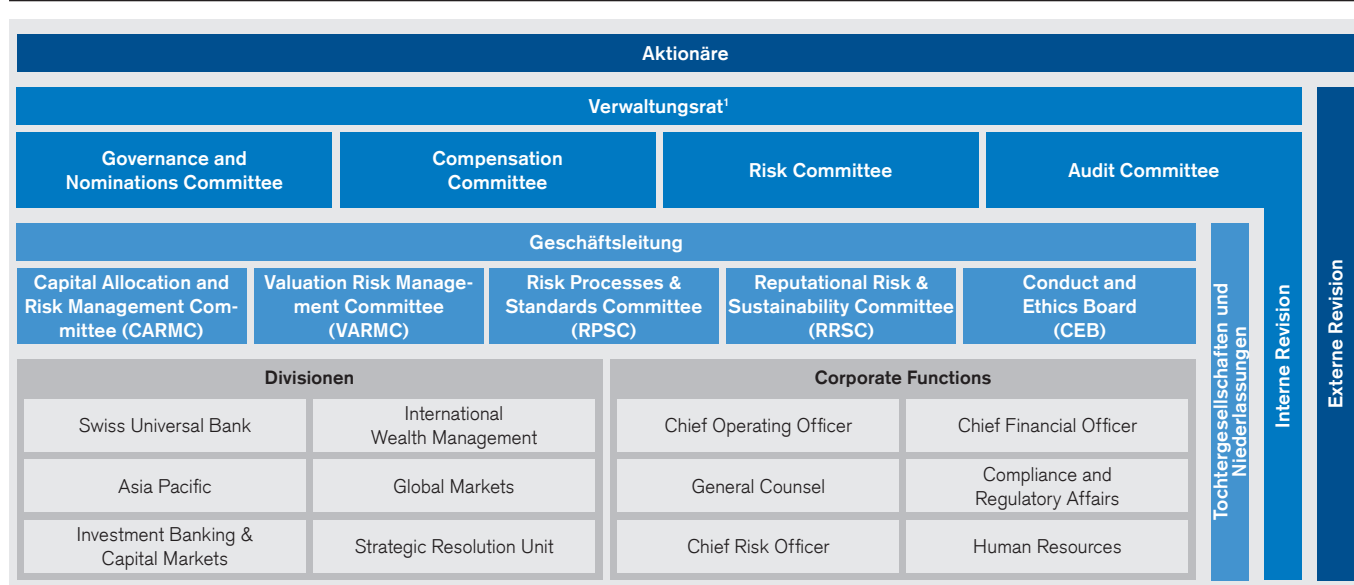 Aktionäre
Verwaltungsrat¹
Governance and
Nominations Committee
Compensation
Committee
Risk Committee
Audit Committee
Geschäftsleitung
Capital Allocation and
Risk Management Com-
mittee (CARMC)
Valuation Risk Manage-
ment Committee
(VARMC)
Risk Processes &
Standards Committee
(RPSC)
Reputational Risk &
Sustainability Committee
(RRSC)
Conduct and
Ethics Board
(CEB)
Divisionen
Swiss Universal Bank
International
Wealth Management
Asia Pacific
Global Markets
Investment Banking &
Capital Markets
Strategic Resolution Unit
Corporate Functions
Chief Operating Officer
Chief Financial Officer
General Counsel
Compliance and
Regulatory Affairs
Chief Risk Officer
Human Resources
Tochtergesellschaften und
Niederlassungen
Interne Revision
Externe Revision